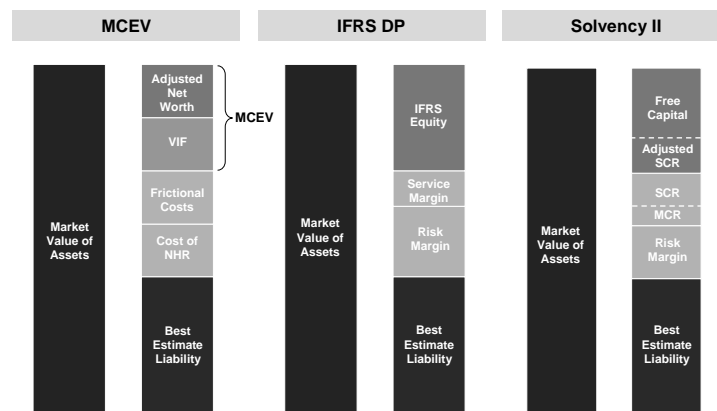 MCEV
IFRS DP
Solvency II
Market
Value of
Assets
Adjusted
Net
Worth
VIF
Frictional
Costs
Cost of
NHR
Best
Estimate
Liability
MCEV
Market
Value of
Assets
IFRS
Equity
Service
Margin
Risk
Margin
Best
Estimate
Liability
Market
Value of
Assets
Free
Capital
Adjusted
SCR
SCR
MCR
Risk
Margin
Best
Estimate
Liability